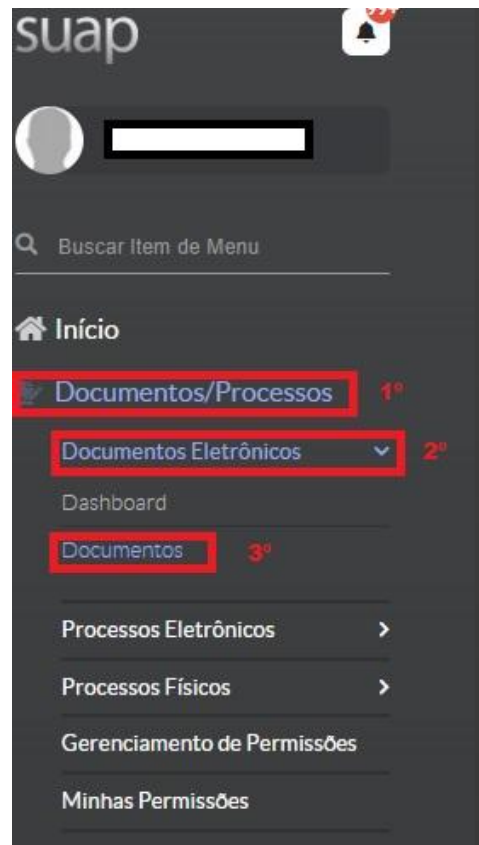 suap
99+
Buscar Item de Menu
Início
Documentos/Processos 1º
Documentos Eletrônicos 2º
Dashboard
Documentos 3º
Processos Eletrônicos
Processos Físicos
Gerenciamento de Permissões
Minhas Permissões